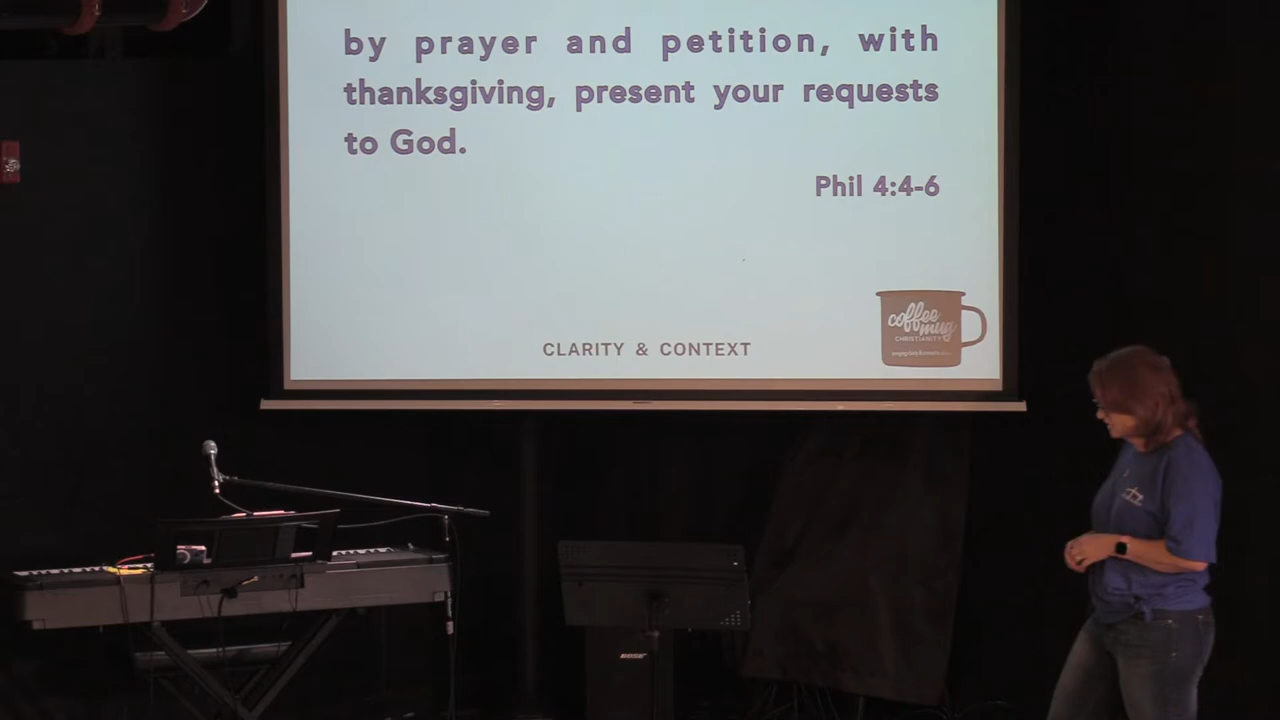 by prayer and petition, with
thanksgiving, present your requests
to God.
Phil 4:4-6
CLARITY & CONTEXT
coffee
mug
CHRISTIANITY
BOSE